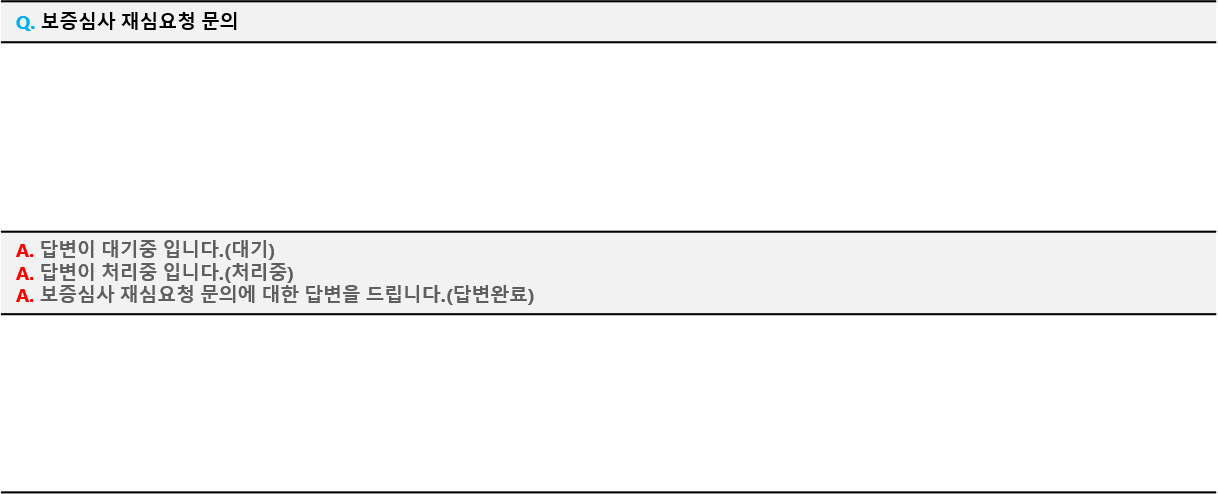 Q. 보증심사 재심요청 문의
A. 답변이 대기중 입니다.(대기)
A. 답변이 처리중 입니다.(처리중)
A. 보증심사 재심요청 문의에 대한 답변을 드립니다.(답변완료)